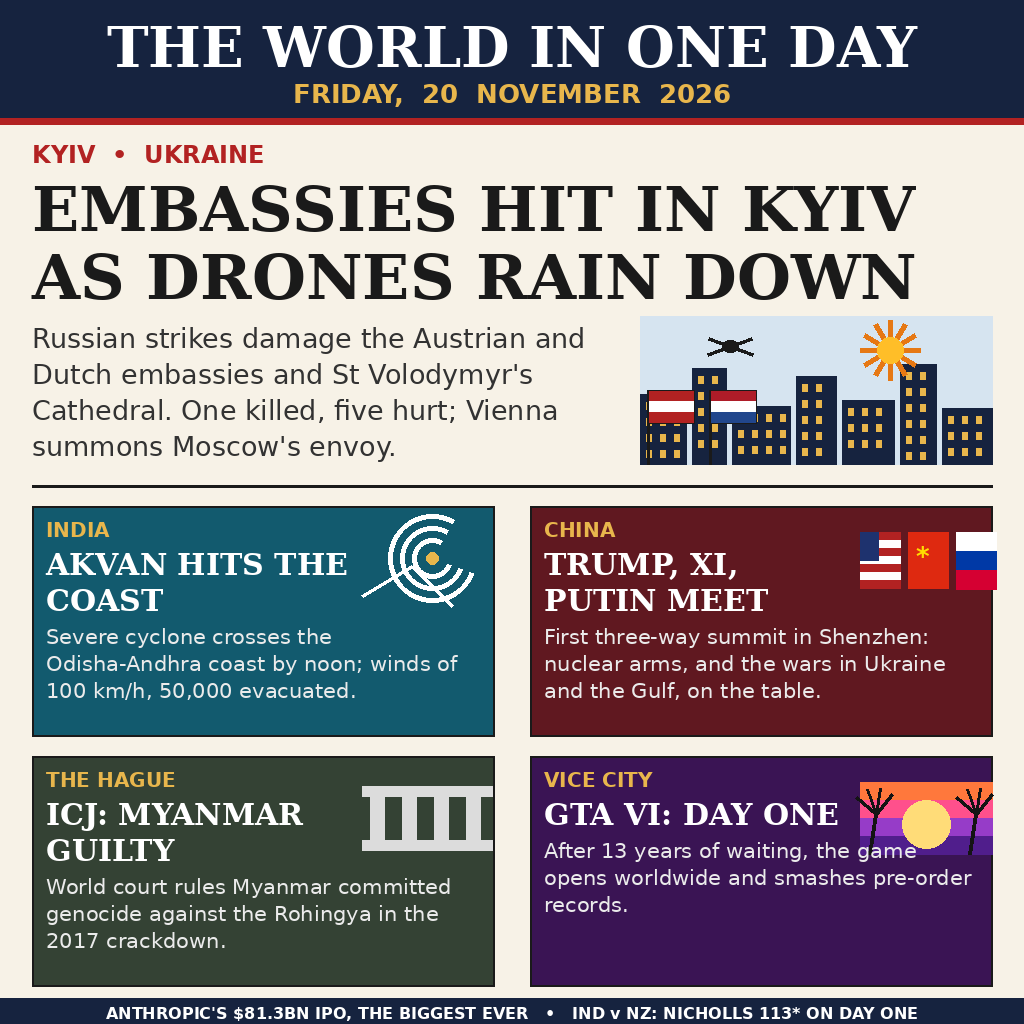 THE WORLD IN ONE DAY
FRIDAY, 20 NOVEMBER 2026
KYIV • UKRAINE
EMBASSIES HIT IN KYIV
AS DRONES RAIN DOWN
Russian strikes damage the Austrian and
Dutch embassies and St Volodymyr's
Cathedral. One killed, five hurt; Vienna
summons Moscow's envoy.
INDIA
AKVAN HITS THE
COAST
Severe cyclone crosses the
Odisha-Andhra coast by noon; winds of
100 km/h, 50,000 evacuated.
CHINA
TRUMP, XI,
PUTIN MEET
First three-way summit in Shenzhen:
nuclear arms, and the wars in Ukraine
and the Gulf, on the table.
THE HAGUE
ICJ: MYANMAR
GUILTY
World court rules Myanmar committed
genocide against the Rohingya in the
2017 crackdown.
VICE CITY
GTA VI: DAY ONE
After 13 years of waiting, the game
opens worldwide and smashes pre-order
records.
ANTHROPIC'S $81.3BN IPO, THE BIGGEST EVER • IND v NZ: NICHOLLS 113* ON DAY ONE